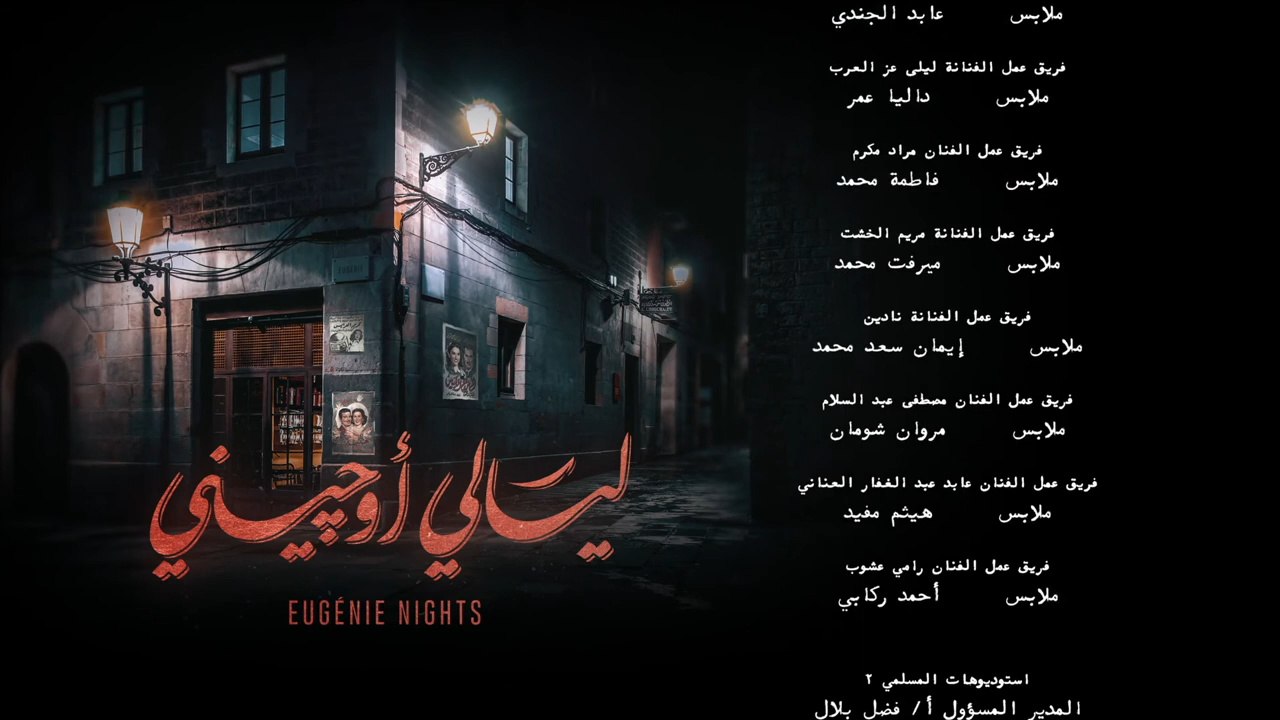 ملابس عابد الجندي
فريق عمل الفنانة ليلى عز العرب
ملابس داليا عمر
فريق عمل الفنان مراد مكرم
ملابس فاطمة محمد
فريق عمل الفنانة مريم الخشت
ملابس ميرفت محمد
فريق عمل الفنانة نادين
ملابس إيمان سعد محمد
فريق عمل الفنان مصطفى عبد السلام
ملابس مروان شومان
فريق عمل الفنان عابد عبد الغفار العناني
ملابس هيثم مفيد
فريق عمل الفنان رامي عشوب
ملابس أحمد ركابي
استوديوهات المسلمي ٢
المدير المسؤول أ/ فضل بلال
ليالي أوچيني
EUGÉNIE NIGHTS